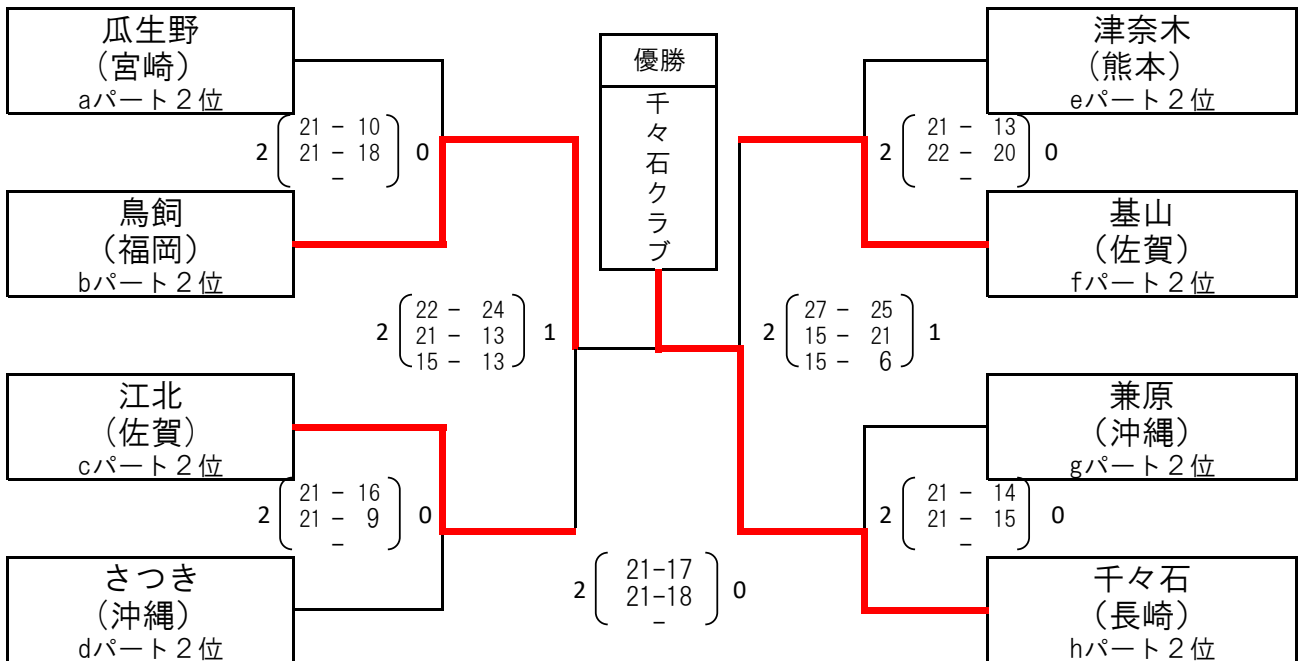 瓜生野
(宮崎)
aパート２位
鳥飼
(福岡)
bパート２位
江北
(佐賀)
cパート２位
さつき
(沖縄)
dパート２位
2 21 - 10 0
21 - 18
-
2 21 - 16 0
21 - 9
-
2 22 - 24 1
21 - 13
15 - 13
優勝
千々石クラブ
2 21-17 0
21-18
-
2 27 - 25 1
15 - 21
15 - 6
2 21 - 13 0
22 - 20
-
2 21 - 14 0
21 - 15
-
津奈木
(熊本)
eパート２位
基山
(佐賀)
fパート２位
兼原
(沖縄)
gパート２位
千々石
(長崎)
hパート２位